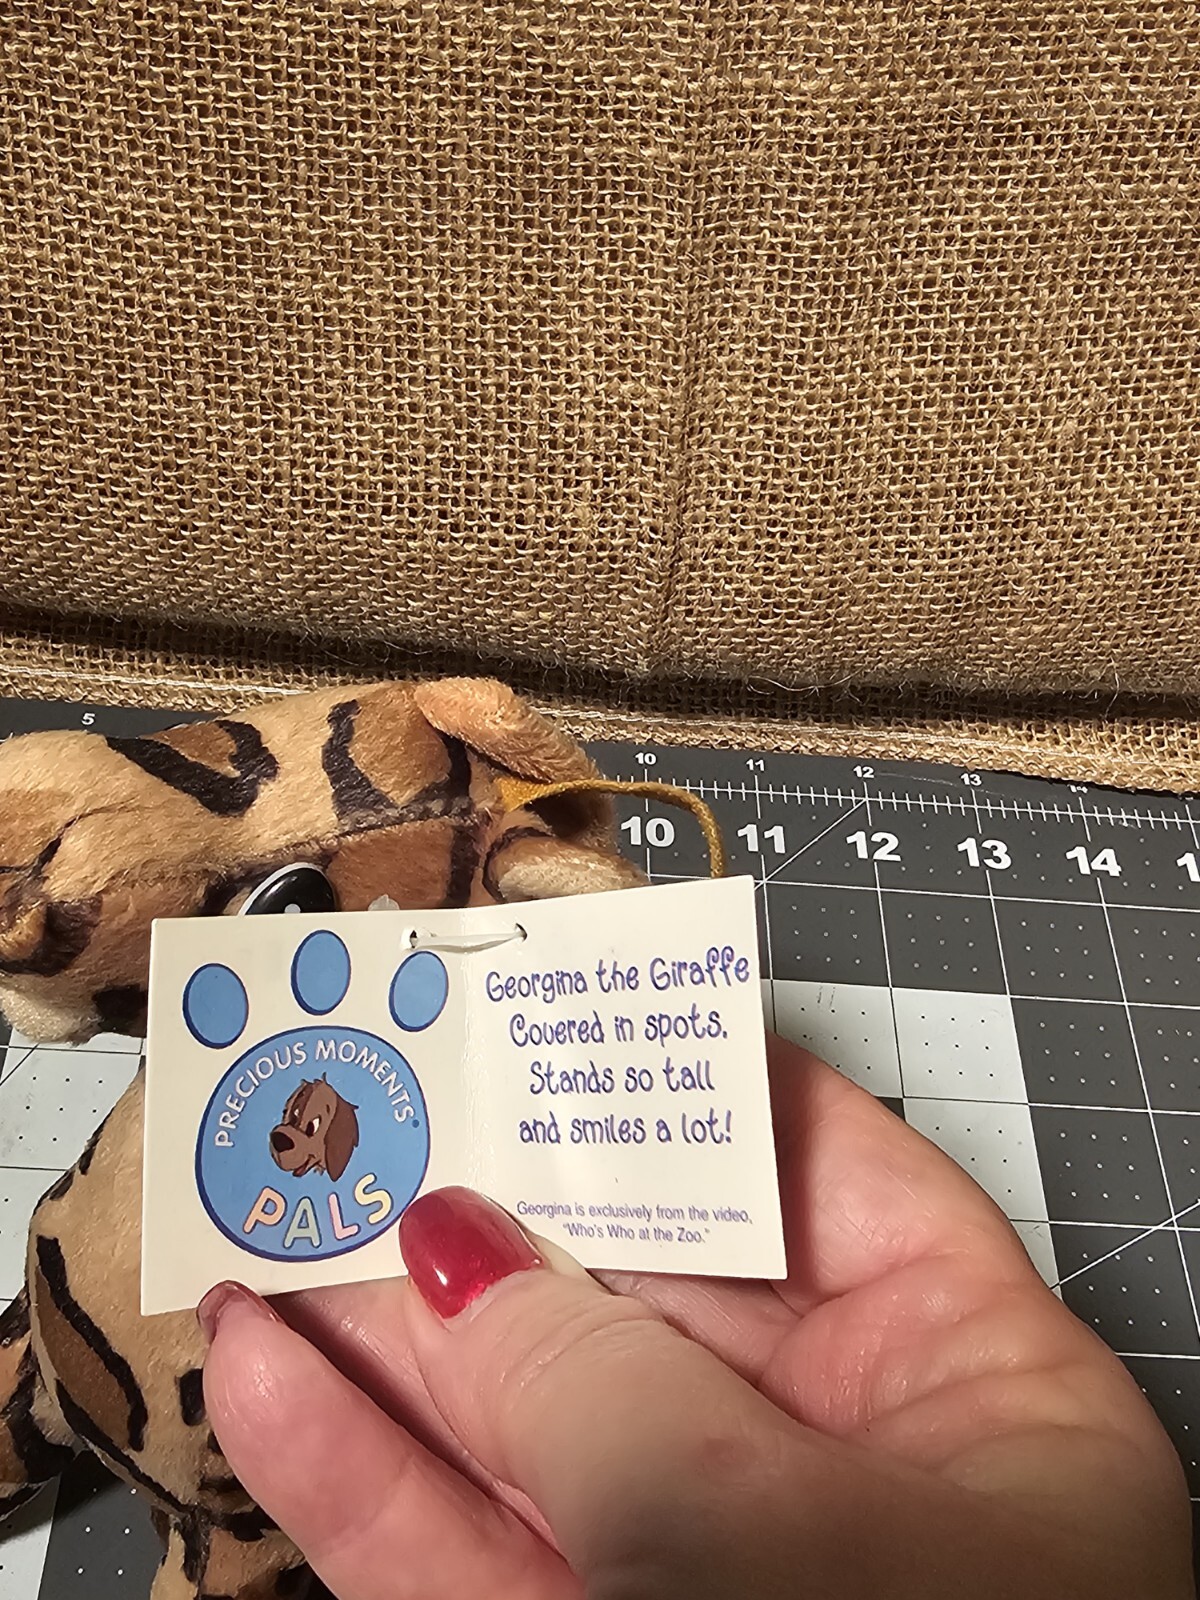 5
10
11
12
13
14
10
11
12
13
14
1
PRECIOUS MOMENTS®
PALS
Georgina the Giraffe
Covered in spots.
Stands so tall
and smiles a lot!
Georgina is exclusively from the video,
"Who's Who at the Zoo."